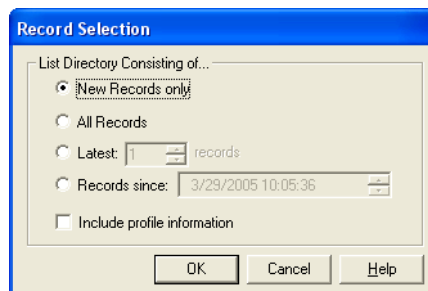 Record Selection
List Directory Consisting of...
New Records only
All Records
Latest: 1 records
Records since: 3/29/2005 10:05:36
Include profile information
OK Cancel Help